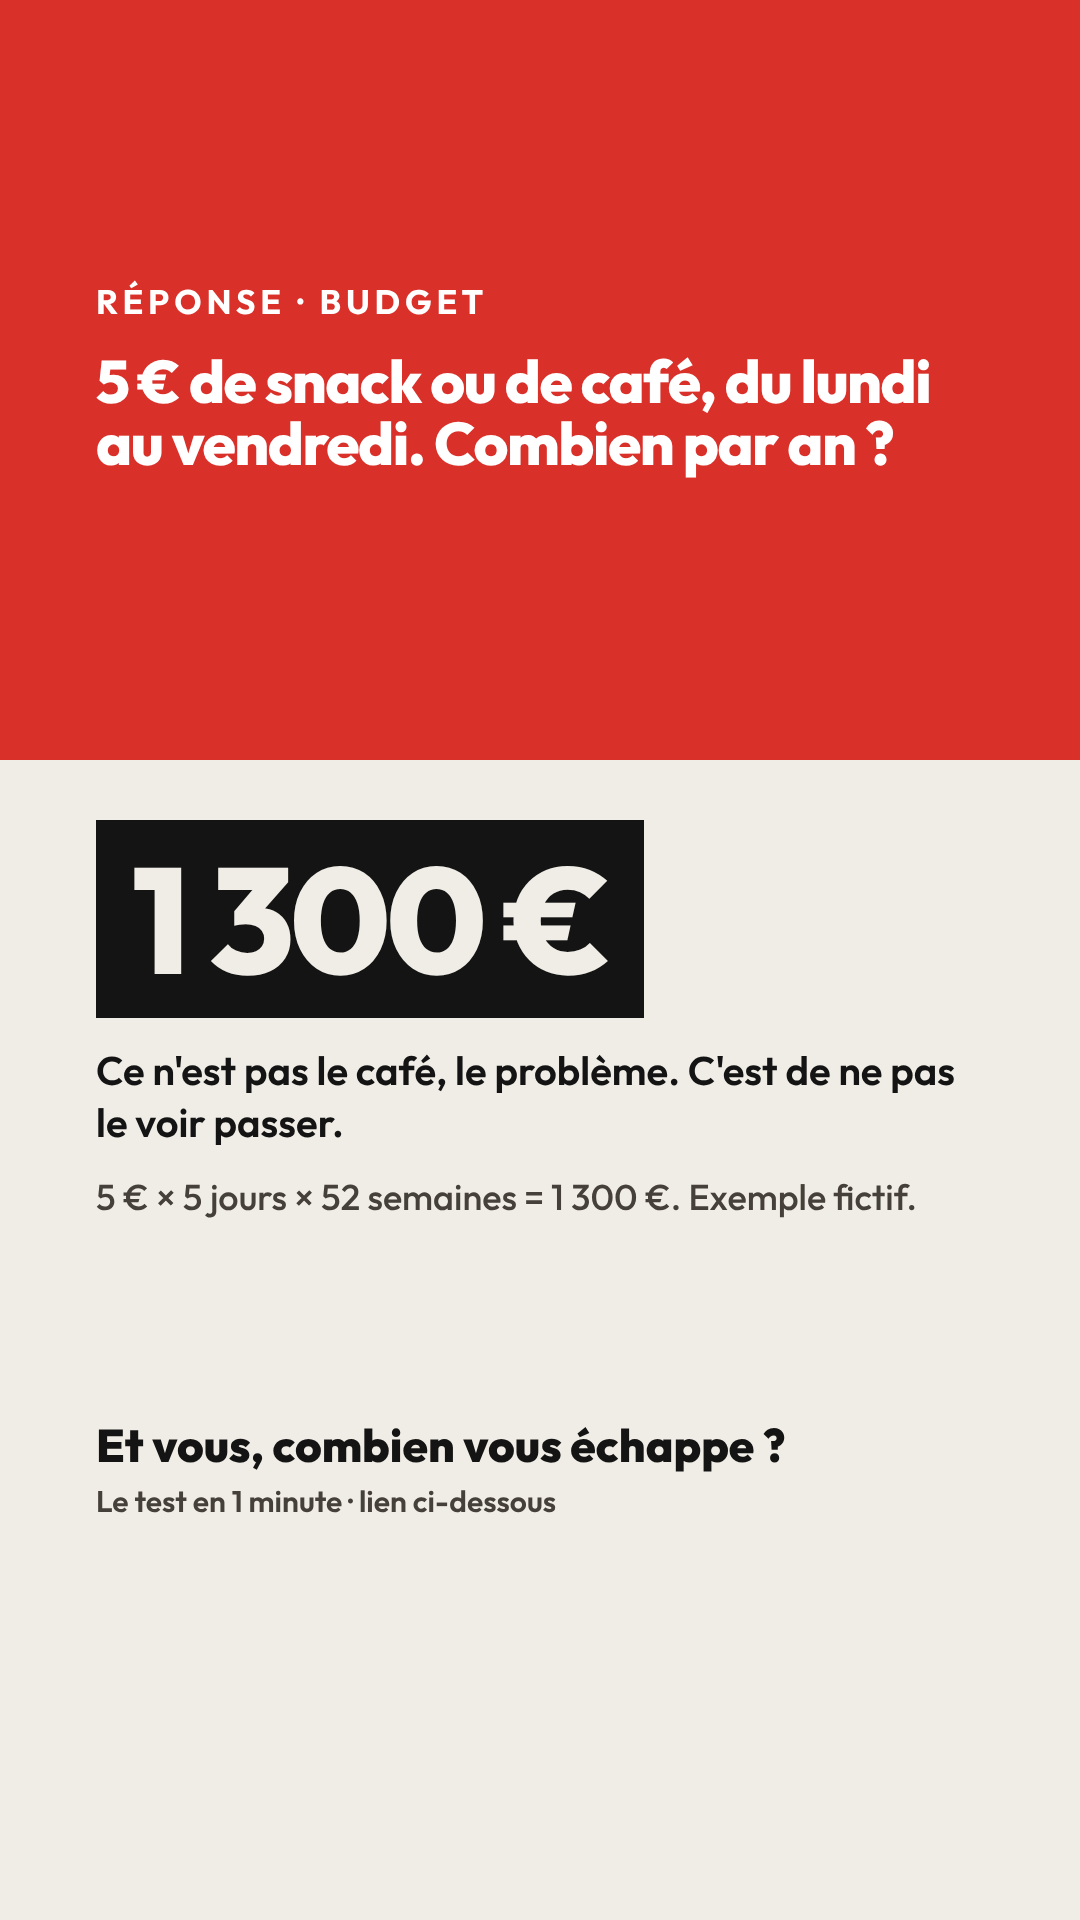 RÉPONSE · BUDGET
5 € de snack ou de café, du lundi
au vendredi. Combien par an ?
1 300 €
Ce n'est pas le café, le problème. C'est de ne pas
le voir passer.
5 € × 5 jours × 52 semaines = 1 300 €. Exemple fictif.
Et vous, combien vous échappe ?
Le test en 1 minute · lien ci-dessous